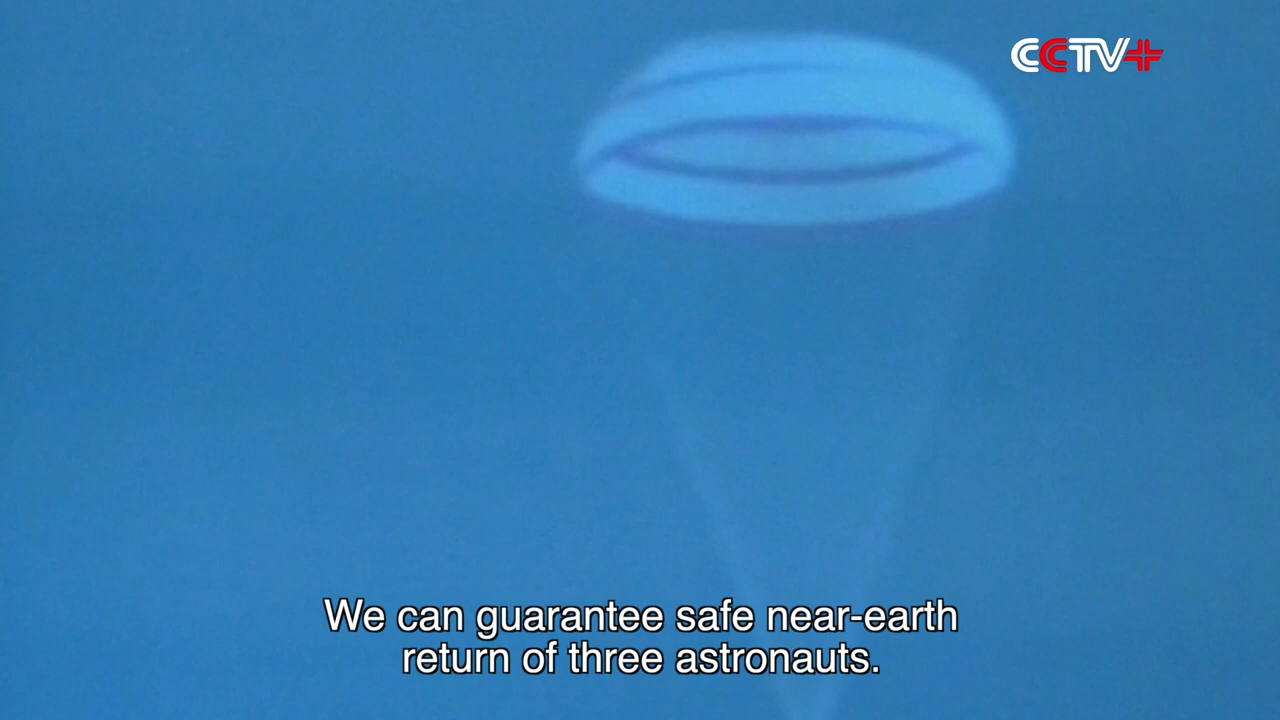 CCTV+
We can guarantee safe near-earth
return of three astronauts.